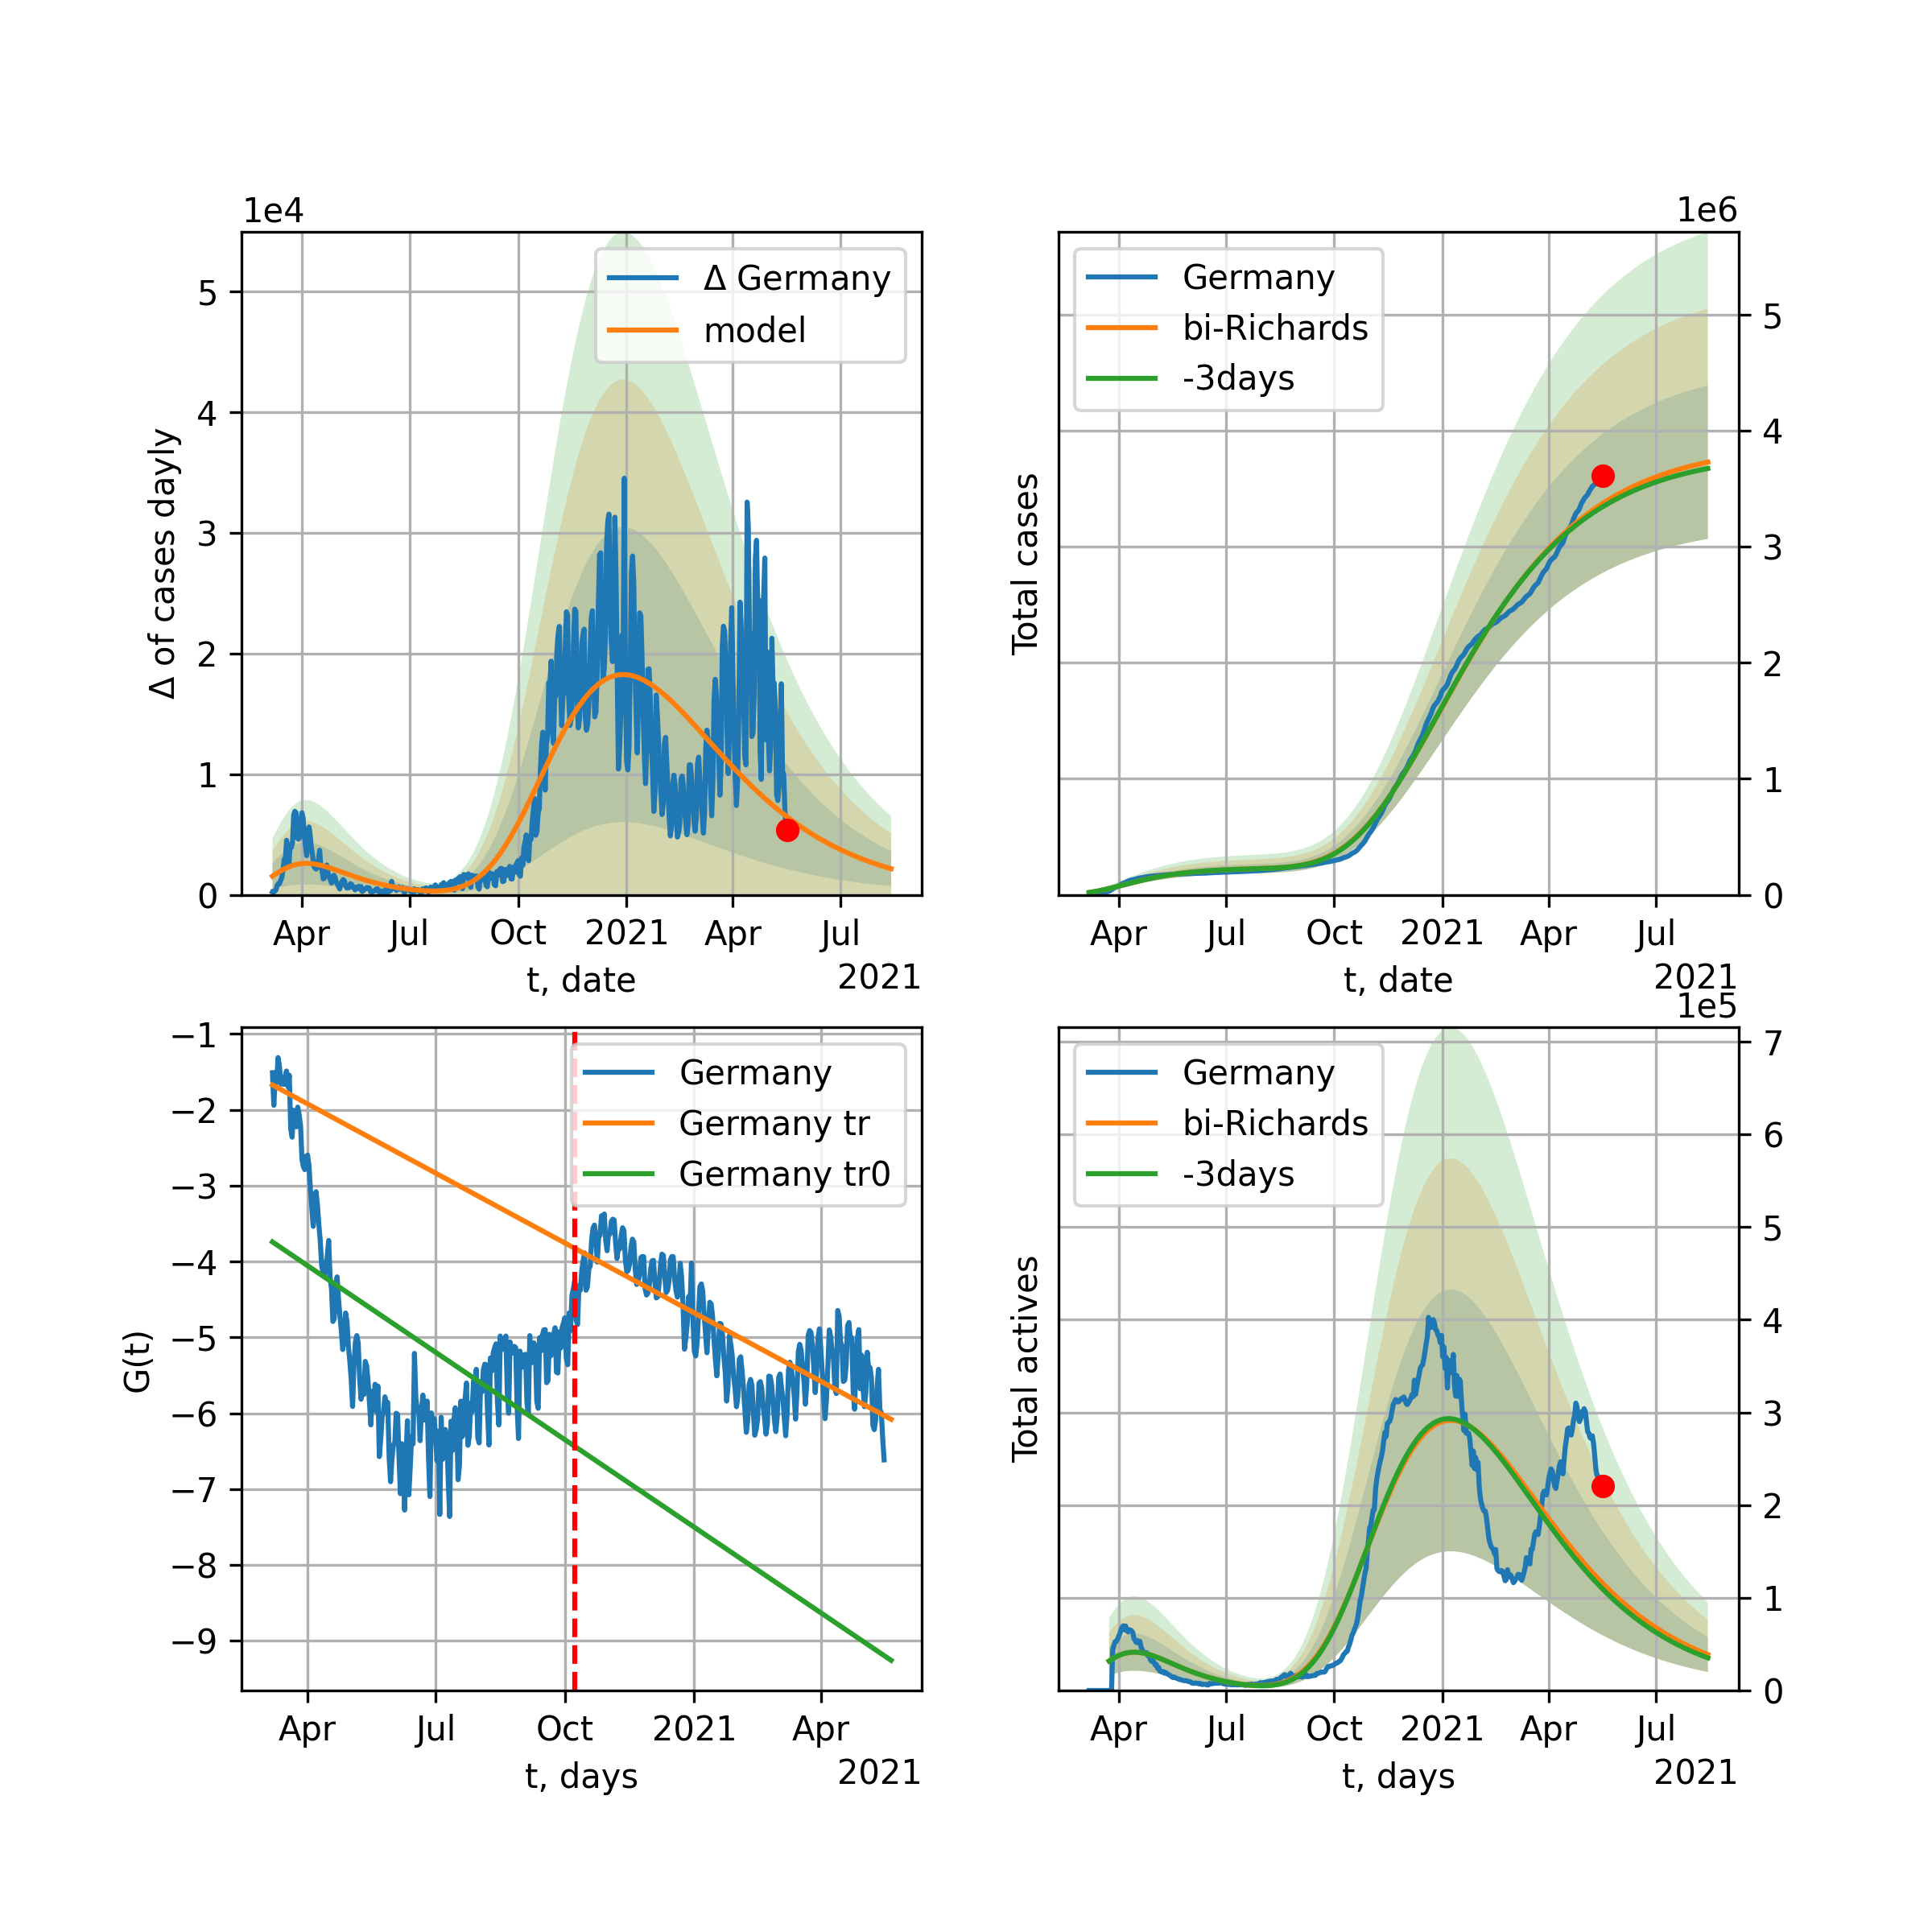 1e4
5
4
3
2
1
0
Δ of cases dayly
Δ Germany
model
Apr
Jul
Oct
2021
Apr
Jul
t, date
2021
1e6
Germany
bi-Richards
-3days
Total cases
5
4
3
2
1
0
Apr
Jul
Oct
2021
Apr
Jul
t, date
2021
−1
−2
−3
−4
−5
−6
−7
−8
−9
G(t)
Germany
Germany tr
Germany tr0
Apr
Jul
Oct
2021
Apr
t, days
2021
1e5
Germany
bi-Richards
-3days
Total actives
7
6
5
4
3
2
1
0
Apr
Jul
Oct
2021
Apr
Jul
t, days
2021